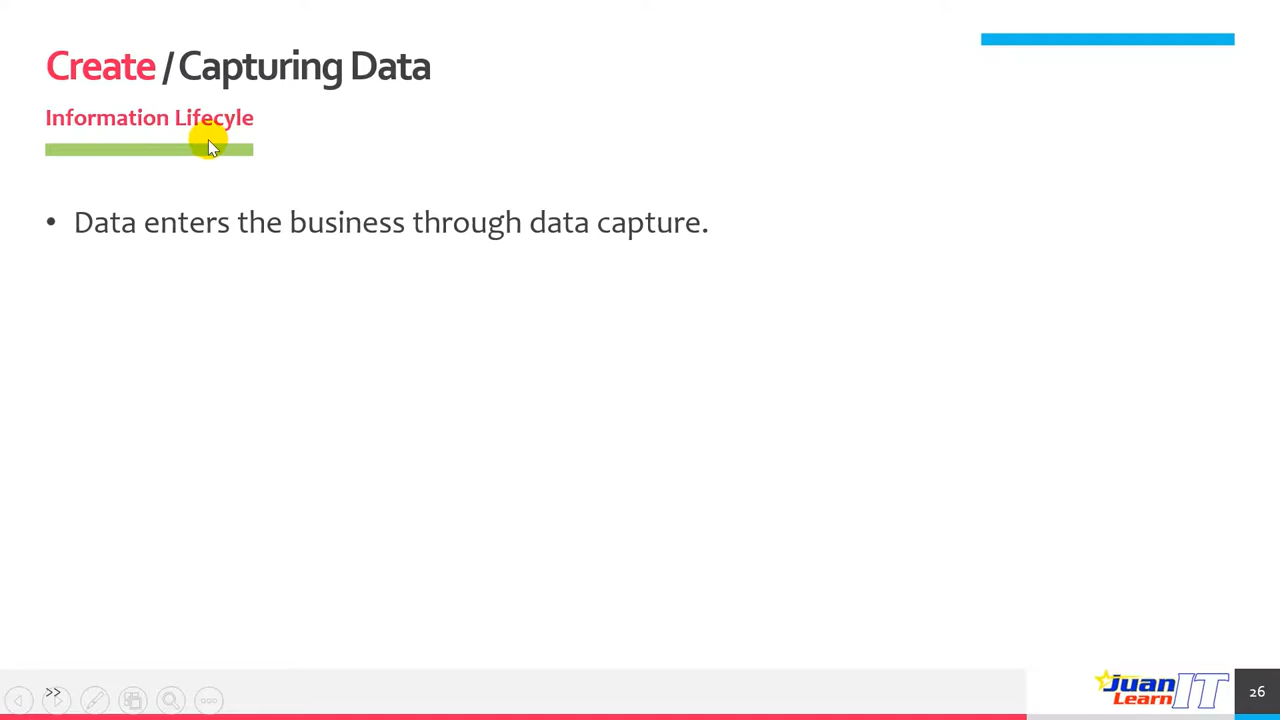 Create / Capturing Data
Information Lifecyle
• Data enters the business through data capture.
>>
Juan
Learn IT
26